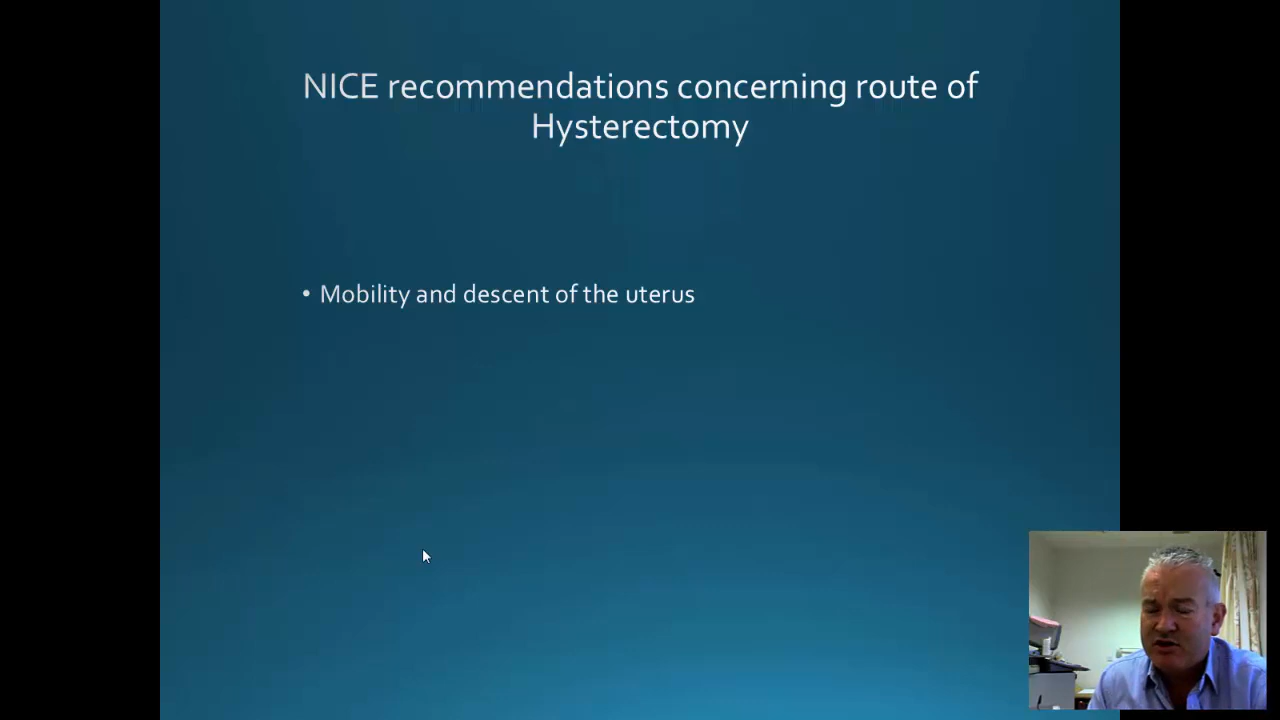 NICE recommendations concerning route of
Hysterectomy
• Mobility and descent of the uterus